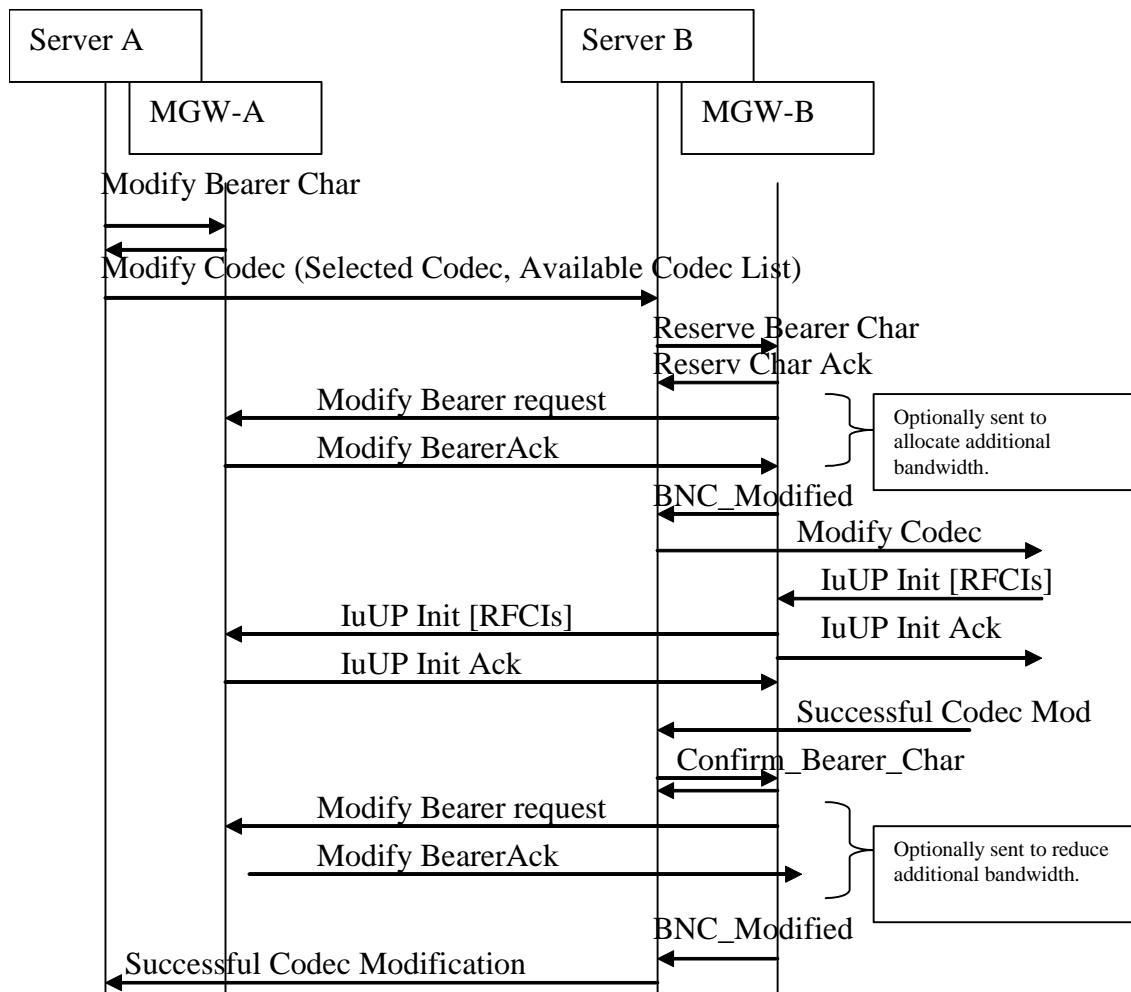 Server A
Server B
MGW-A
MGW-B
Modify Bearer Char
Modify Codec (Selected Codec, Available Codec List)
Reserve Bearer Char
Reserv Char Ack
Modify Bearer request
Optionally sent to
allocate additional
bandwidth.
Modify BearerAck
BNC_Modified
Modify Codec
IuUP Init [RFCIs]
IuUP Init [RFCIs]
IuUP Init Ack
IuUP Init Ack
Successful Codec Mod
Confirm_Bearer_Char
Modify Bearer request
Modify BearerAck
Optionally sent to reduce
additional bandwidth.
BNC_Modified
Successful Codec Modification